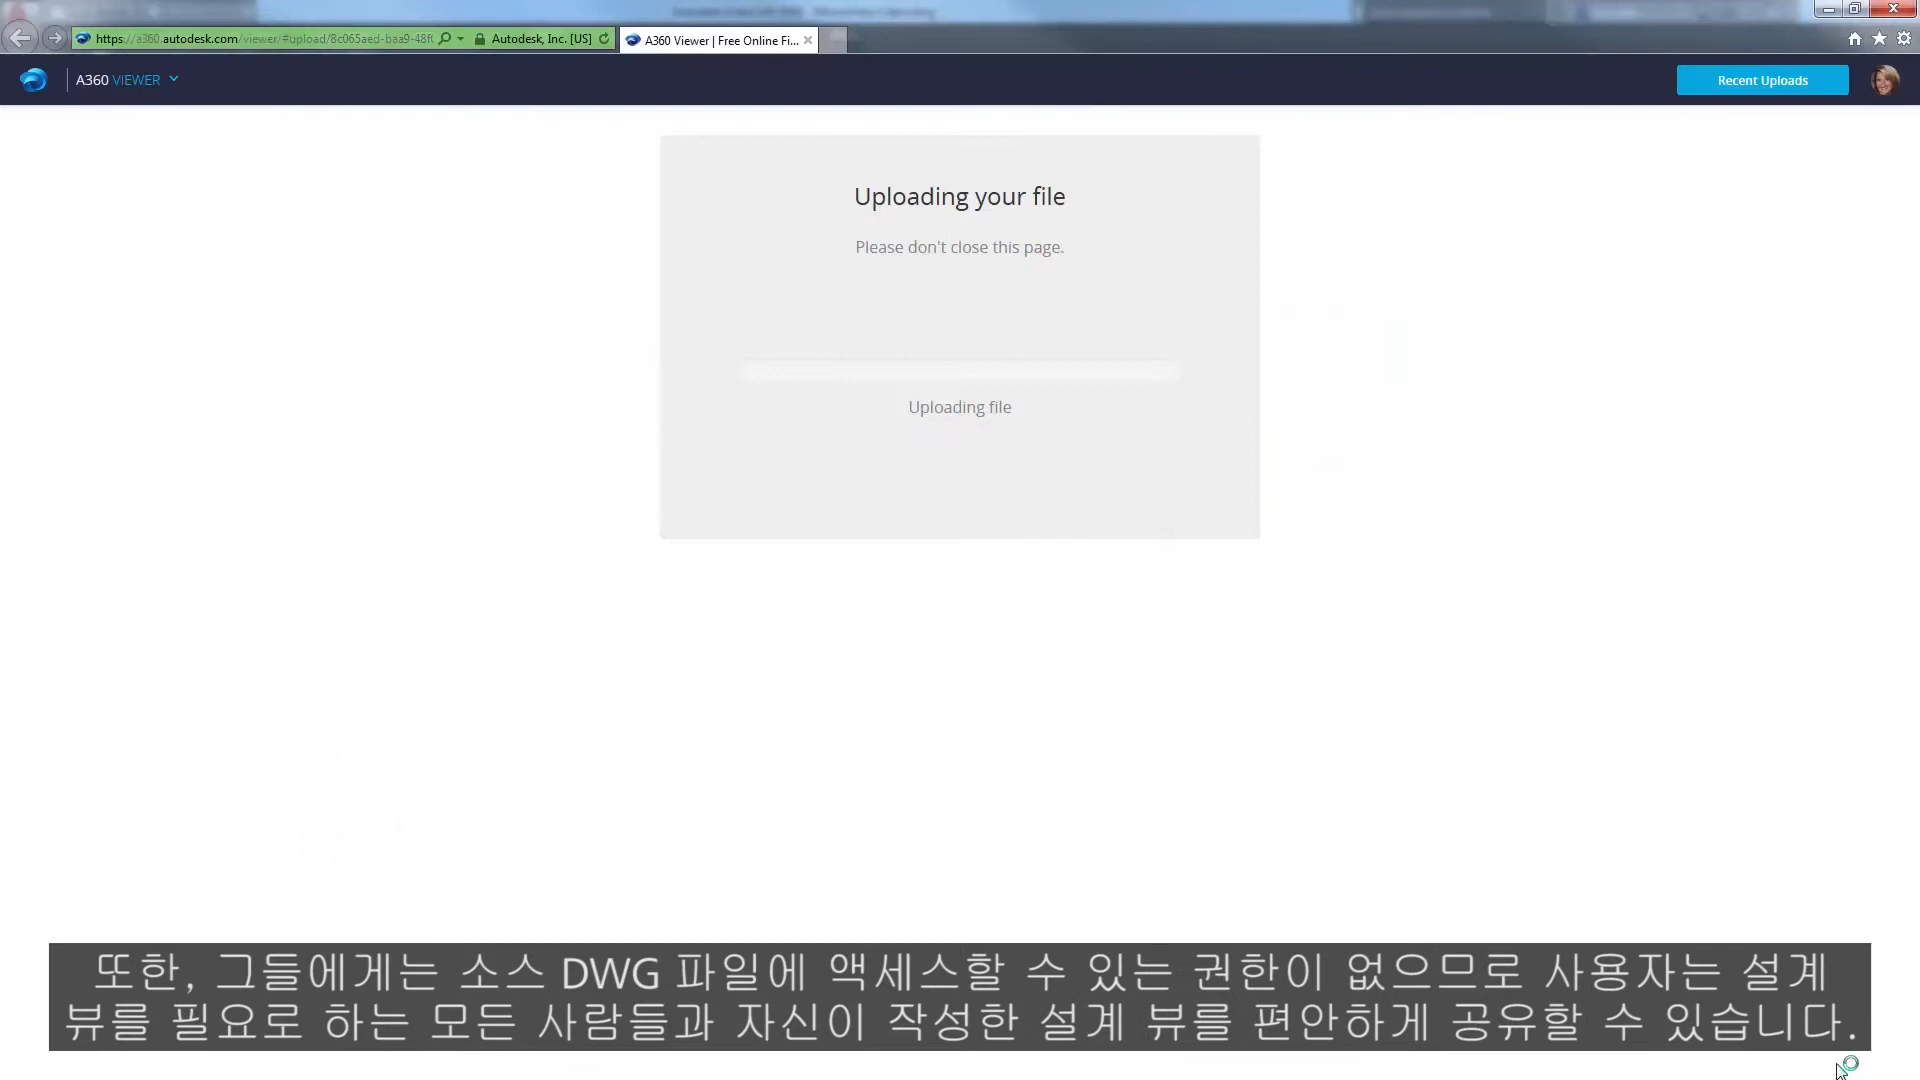 https://a360.autodesk.com/viewer/#upload/8c065aed-baa9-48f
Autodesk, Inc. [US]
A360 Viewer | Free Online Fi...
A360 VIEWER
Recent Uploads
Uploading your file
Please don't close this page.
Uploading file
또한, 그들에게는 소스 DWG 파일에 액세스할 수 있는 권한이 없으므로 사용자는 설계
뷰를 필요로 하는 모든 사람들과 자신이 작성한 설계 뷰를 편안하게 공유할 수 있습니다.